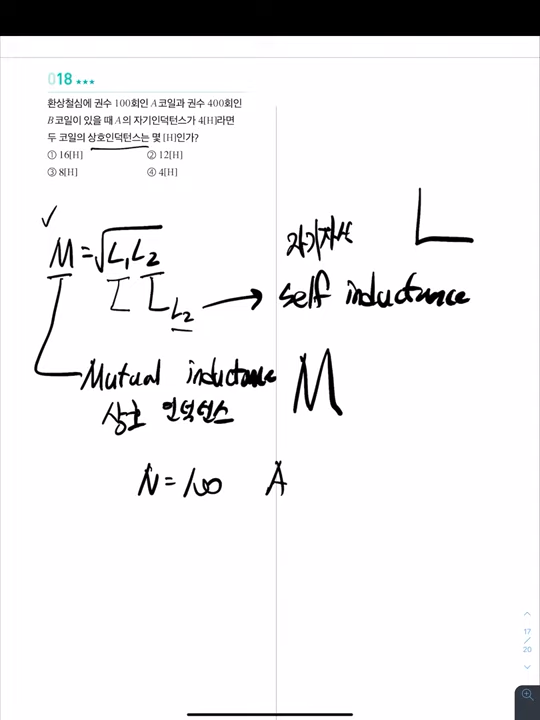 018 ★★★
환상철심에 권수 100회인 A코일과 권수 400회인
B코일이 있을 때 A의 자기인덕턴스가 4[H]라면
두 코일의 상호인덕턴스는 몇 [H]인가?
① 16[H] ② 12[H]
③ 8[H] ④ 4[H]
✓
M = √L₁L₂
L L L₂ → self inductance
L
Mutual inductance M
상호 인덕턴스
N = 100 A
17
/
20